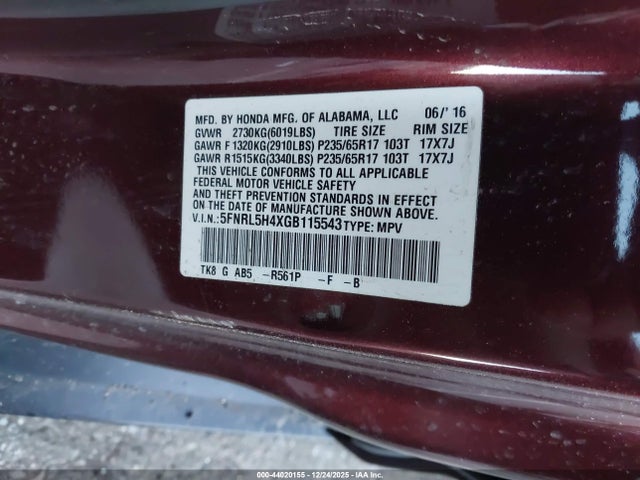 MFD. BY HONDA MFG. OF ALABAMA, LLC 06/' 16
GVWR 2730KG(6019LBS) TIRE SIZE RIM SIZE
GAWR F 1320KG(2910LBS) P235/65R17 103T 17X7J
GAWR R 1515KG(3340LBS) P235/65R17 103T 17X7J
THIS VEHICLE CONFORMS TO ALL APPLICABLE
FEDERAL MOTOR VEHICLE SAFETY
AND THEFT PREVENTION STANDARDS IN EFFECT
ON THE DATE OF MANUFACTURE SHOWN ABOVE.
V.I.N.: 5FNRL5H4XGB115543 TYPE: MPV
TK8 G AB5 -R561P -F -B
000-44020155 - 12/24/2025 - IAAI.COM